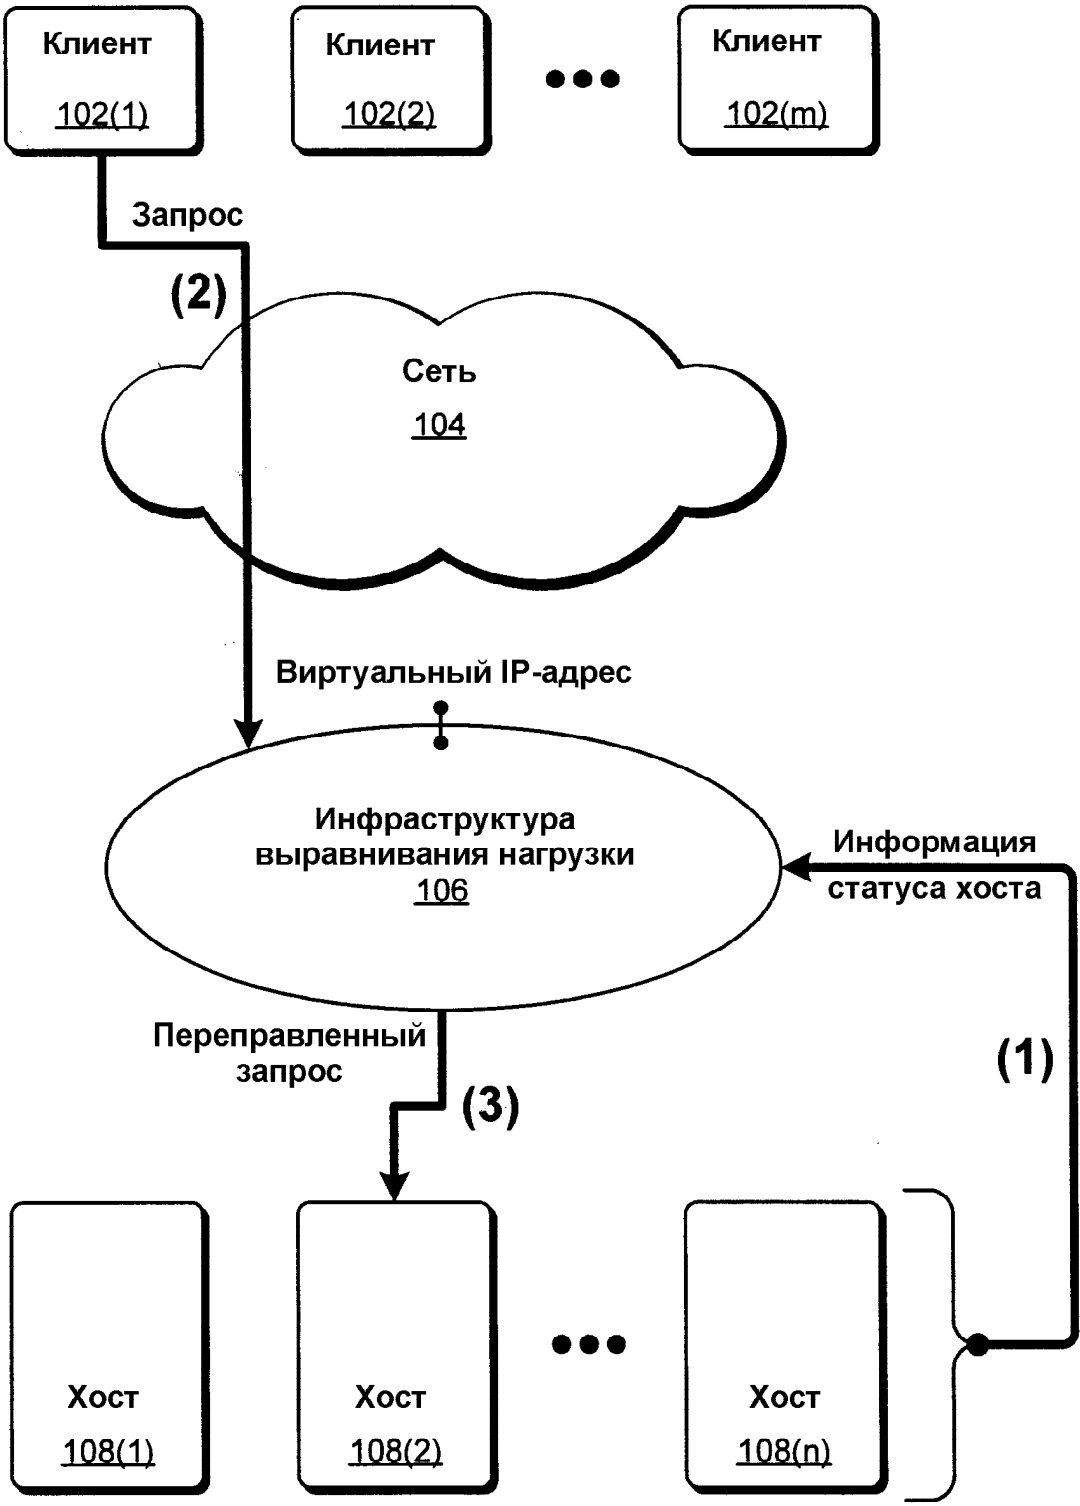 Клиент
102(1)
Клиент
102(2)
Клиент
102(m)
Запрос
(2)
Сеть
104
Виртуальный IP-адрес
Инфраструктура
выравнивания нагрузки
106
Информация
статуса хоста
(1)
Переправленный
запрос
(3)
Хост
108(1)
Хост
108(2)
Хост
108(n)